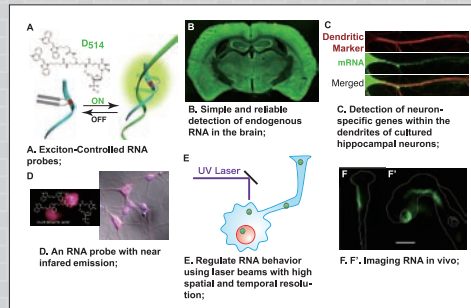 A
D514
ON
OFF
A. Exciton-Controlled RNA
probes;
B
B. Simple and reliable
detection of endogenous
RNA in the brain;
C
Dendritic
Marker
mRNA
Merged
C. Detection of neuron-
specific genes within the
dendrites of cultured
hippocampal neurons;
D
D. An RNA probe with near
infared emission;
E
UV Laser
E. Regulate RNA behavior
using laser beams with high
spatial and temporal resolu-
tion;
F
F'
F. F'. Imaging RNA in vivo;